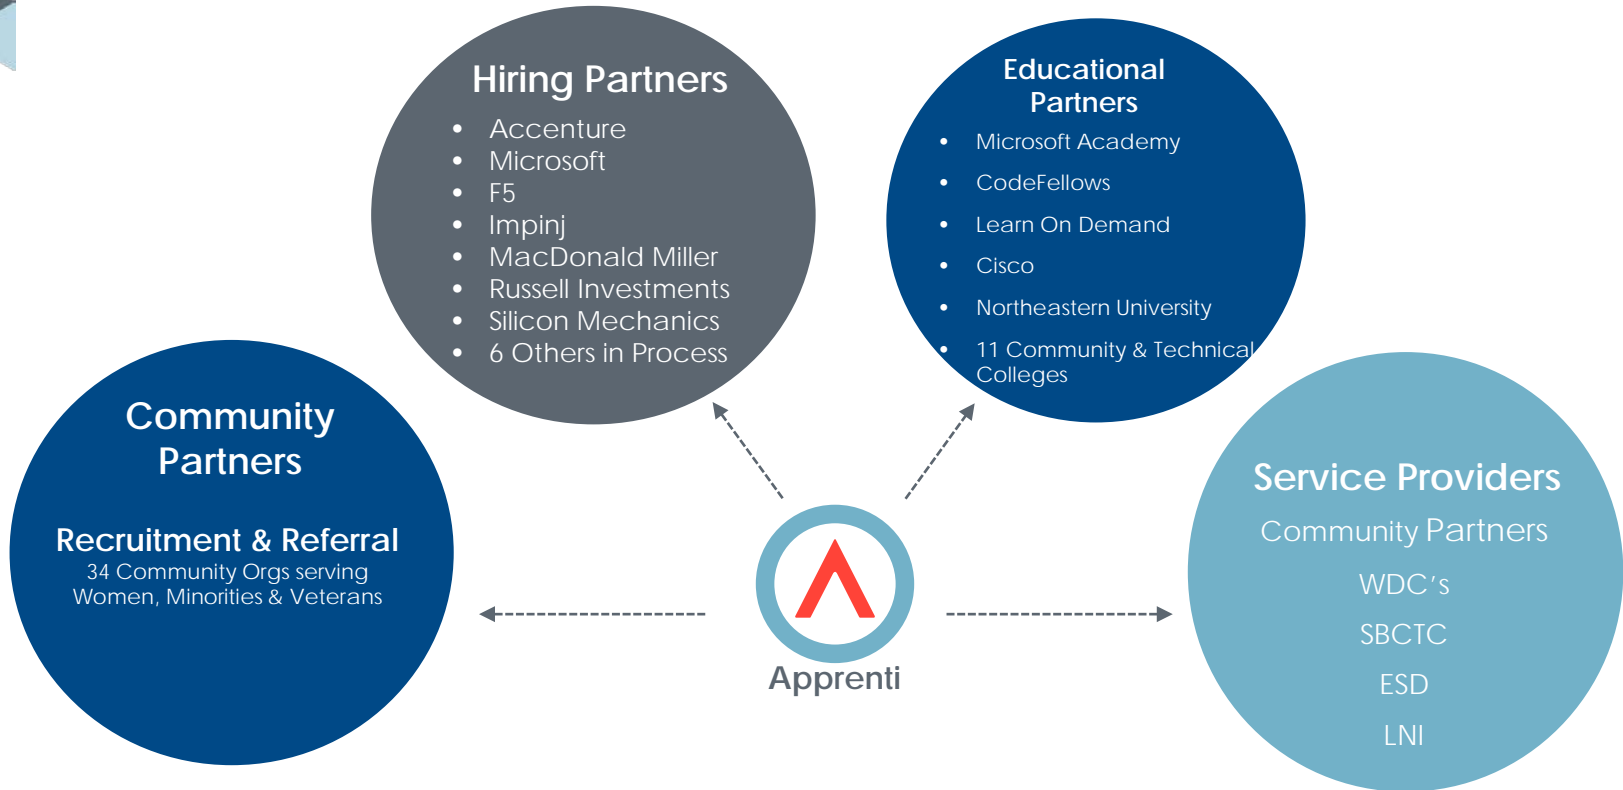 Hiring Partners
• Accenture
• Microsoft
• F5
• Impinj
• MacDonald Miller
• Russell Investments
• Silicon Mechanics
• 6 Others in Process
Educational
Partners
• Microsoft Academy
• CodeFellows
• Learn On Demand
• Cisco
• Northeastern University
• 11 Community & Technical
Colleges
Community
Partners
Recruitment & Referral
34 Community Orgs serving
Women, Minorities & Veterans
Apprenti
Service Providers
Community Partners
WDC's
SBCTC
ESD
LNI